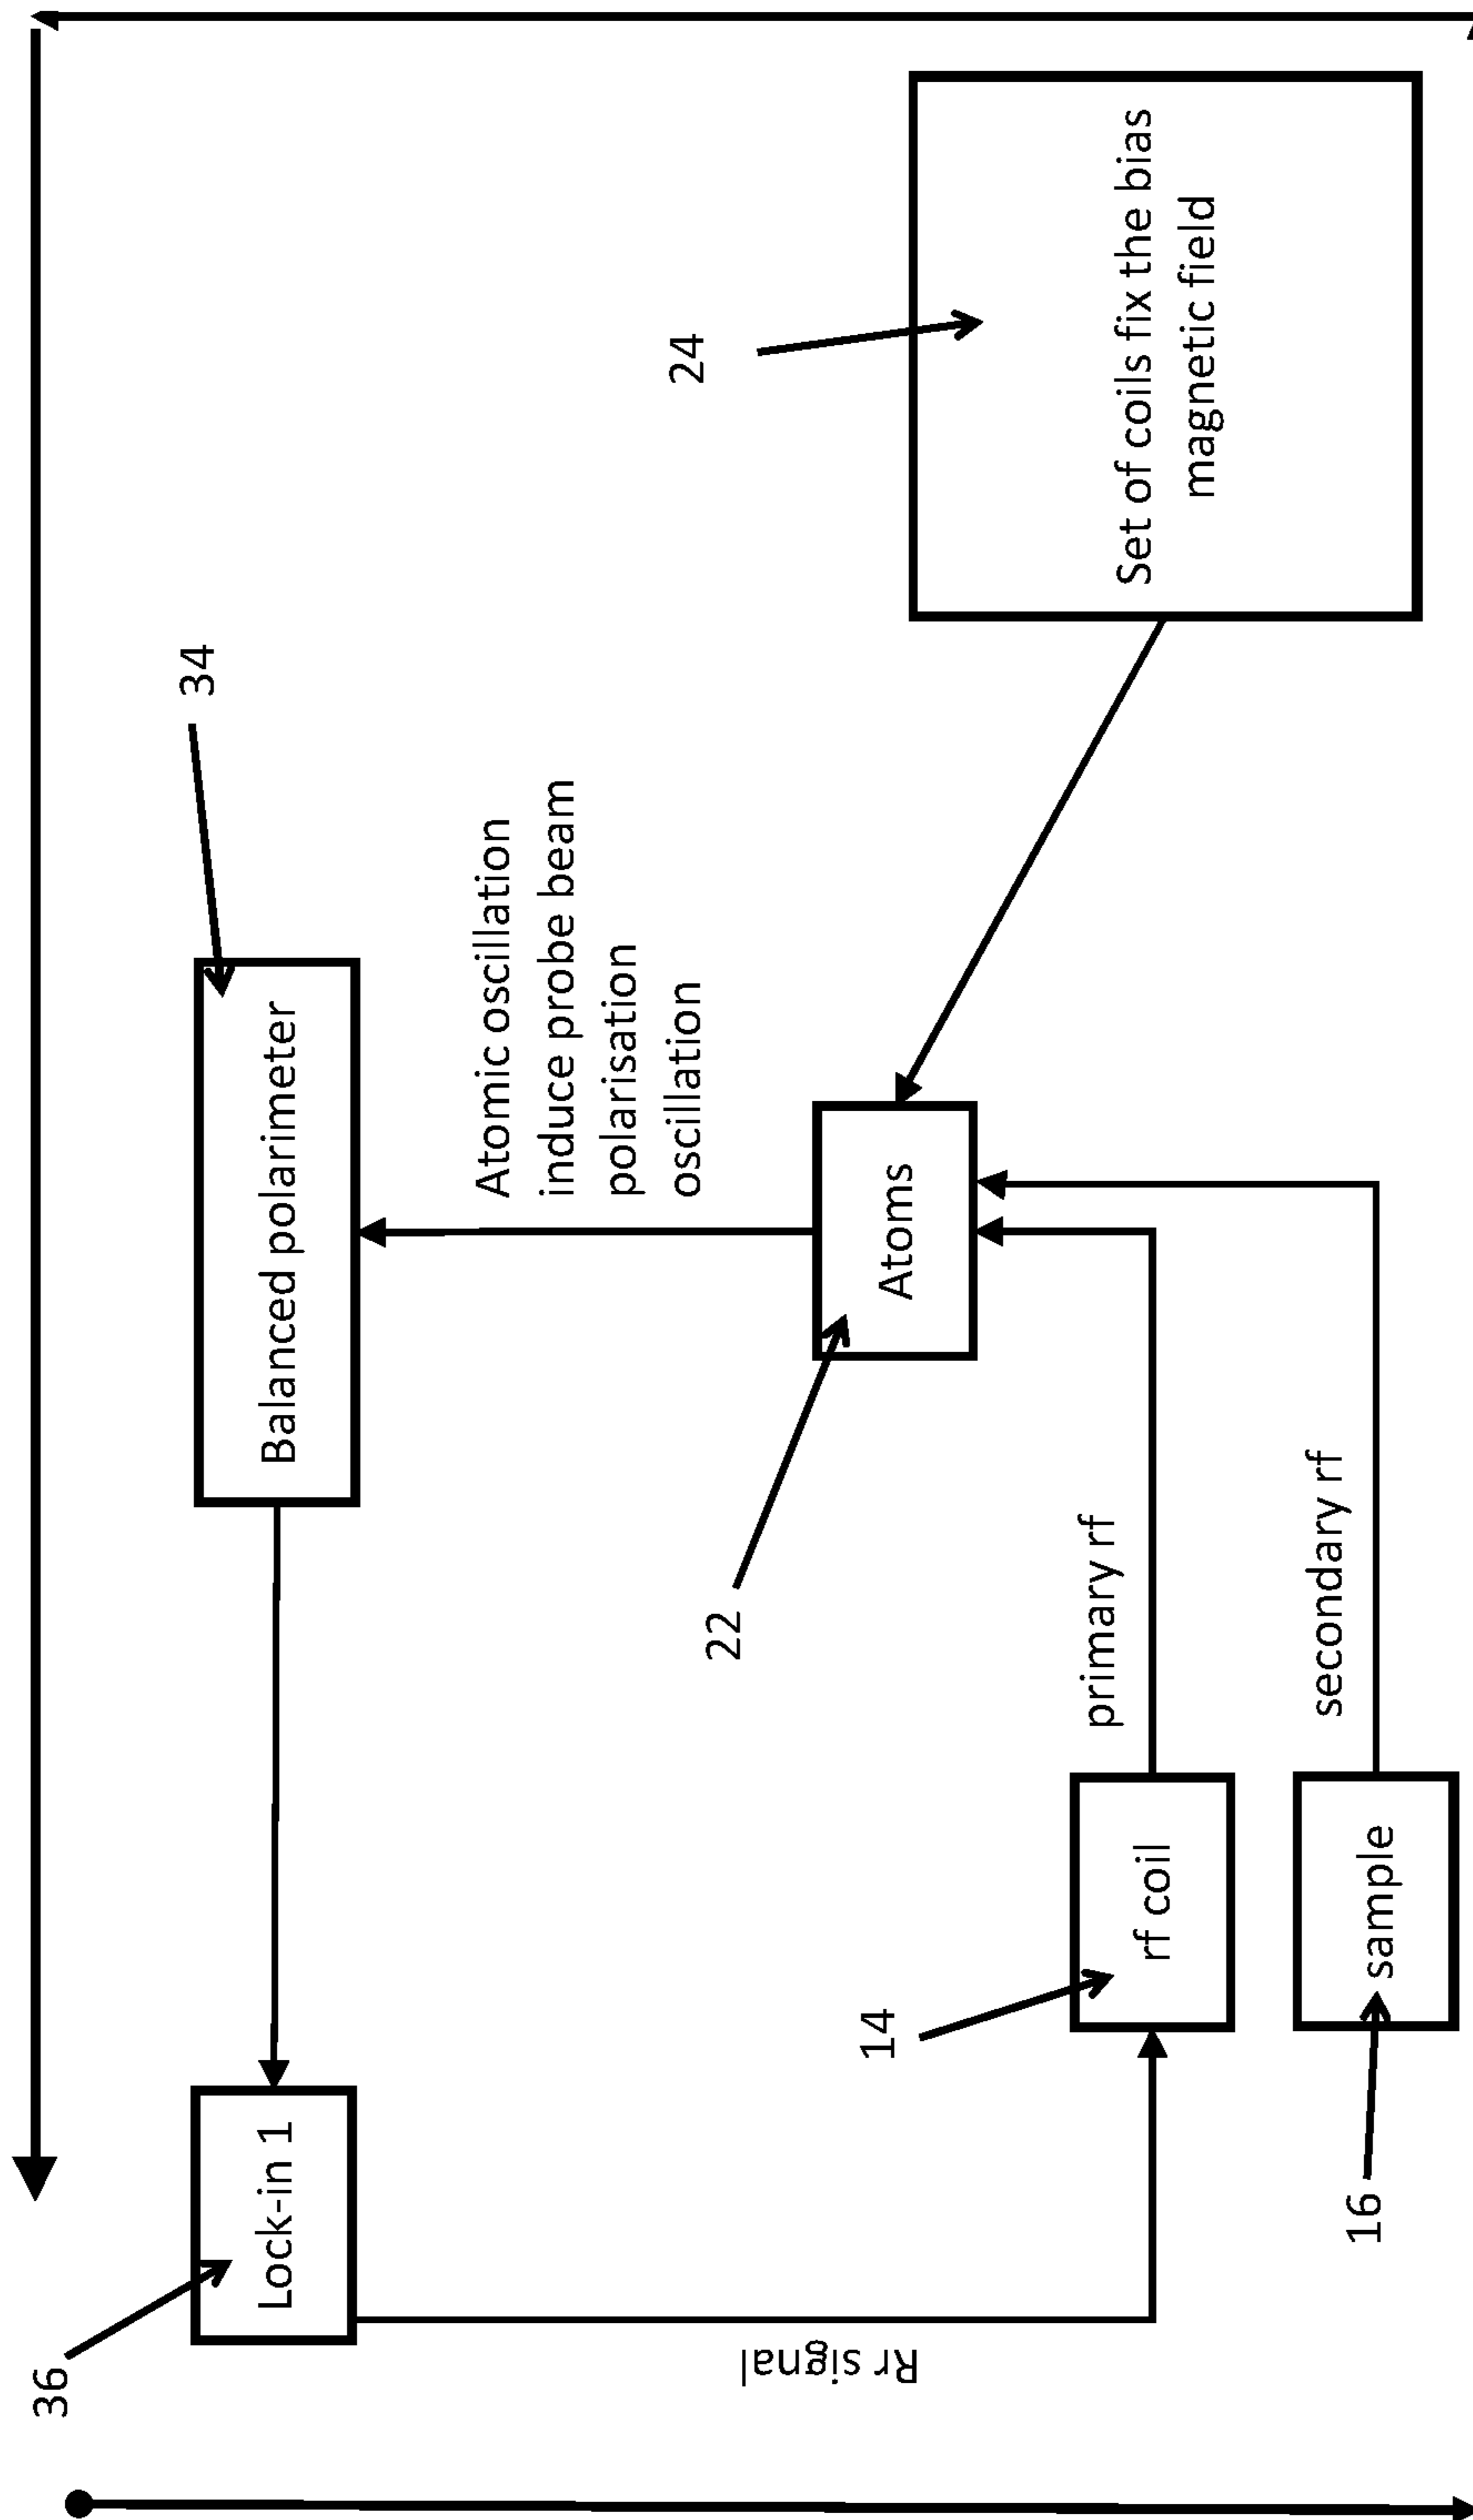 36
Lock-in 1
Balanced polarimeter
34
Atomic oscillation
induce probe beam
polarisation
oscillation
Rr signal
22
Atoms
24
Set of coils fix the bias
magnetic field
14
rf coil
primary rf
16
sample
secondary rf